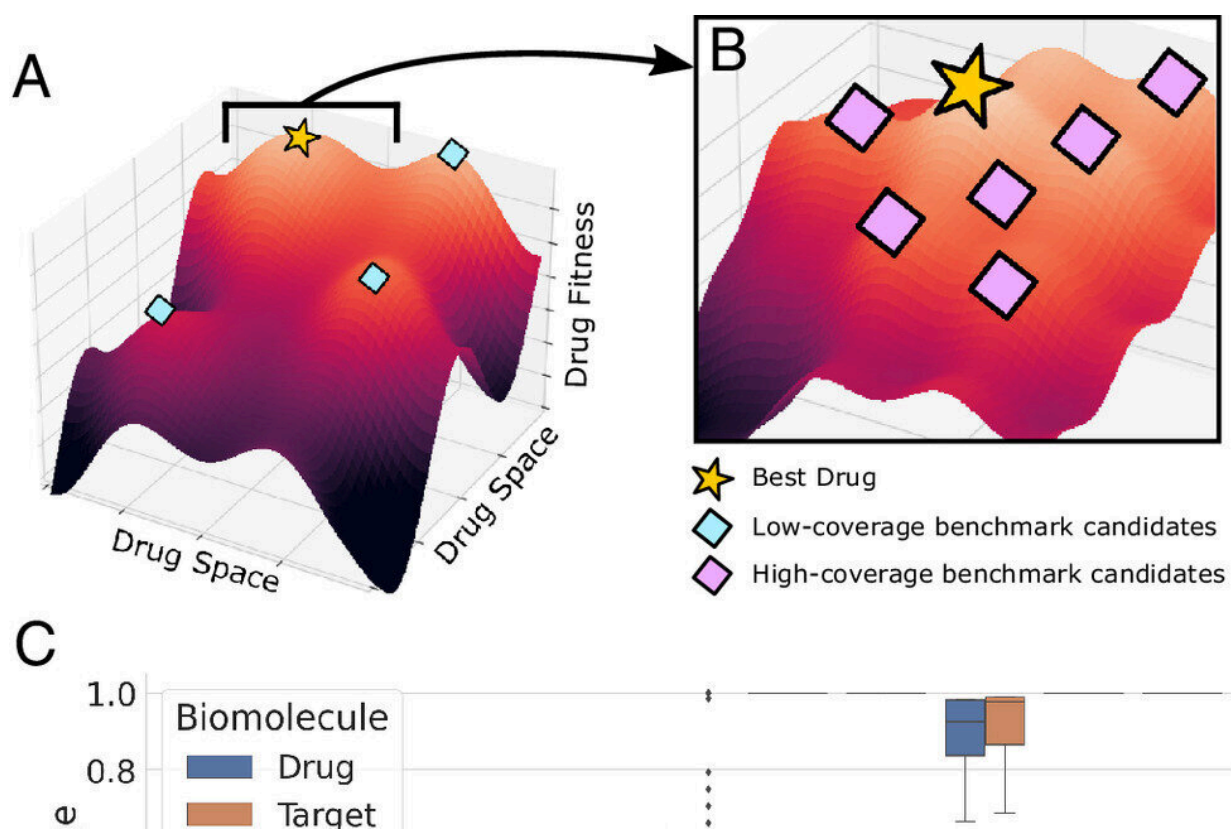 A
B
Drug Fitness
Drug Space
Drug Space
Best Drug
Low-coverage benchmark candidates
High-coverage benchmark candidates
C
1.0
Biomolecule
Drug
0.8
Target
e